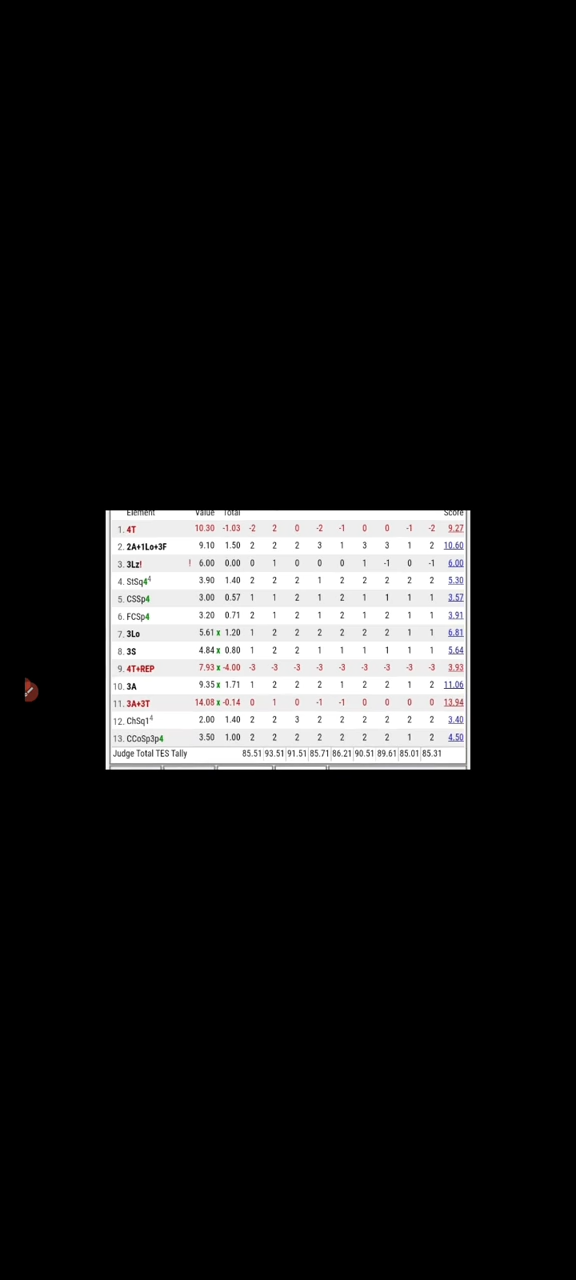 Element Value Total Score
1. 4T 10.30 -1.03 -2 2 0 -2 -1 0 0 -1 -2 9.27
2. 2A+1Lo+3F 9.10 1.50 2 2 2 3 1 3 3 1 2 10.60
3. 3Lz! ! 6.00 0.00 0 1 0 0 0 1 -1 0 -1 6.00
4. StSq4⁴ 3.90 1.40 2 2 2 1 2 2 2 2 2 5.30
5. CSSp4 3.00 0.57 1 1 2 1 2 1 1 1 1 3.57
6. FCSp4 3.20 0.71 2 1 2 1 2 1 2 1 1 3.91
7. 3Lo 5.61 x 1.20 1 2 2 2 2 2 2 1 1 6.81
8. 3S 4.84 x 0.80 1 2 2 1 1 1 1 1 1 5.64
9. 4T+REP 7.93 x -4.00 -3 -3 -3 -3 -3 -3 -3 -3 -3 3.93
10. 3A 9.35 x 1.71 1 2 2 2 1 2 2 1 2 11.06
11. 3A+3T 14.08 x -0.14 0 1 0 -1 -1 0 0 0 0 13.94
12. ChSq1⁴ 2.00 1.40 2 2 3 2 2 2 2 2 2 3.40
13. CCoSp3p4 3.50 1.00 2 2 2 2 2 2 2 1 2 4.50
Judge Total TES Tally 85.51 93.51 91.51 85.71 86.21 90.51 89.61 85.01 85.31